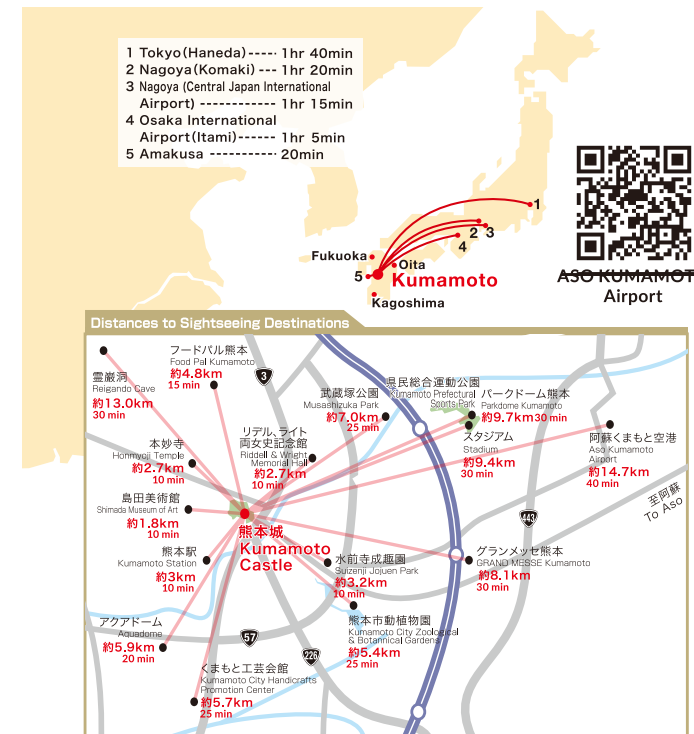 1 Tokyo(Haneda)----- 1hr 40min
2 Nagoya(Komaki)--- 1hr 20min
3 Nagoya (Central Japan International
Airport) ------------ 1hr 15min
4 Osaka International
Airport(Itami)------ 1hr 5min
5 Amakusa --------- 20min
1
2
3
4
Fukuoka
Oita
5
Kumamoto
Kagoshima
ASO KUMAMOT
Airport
Distances to Sightseeing Destinations
霊巌洞
Reigando Cave
約13.0km
30 min
フードパル熊本
Food Pal Kumamoto
約4.8km
15 min
3
武蔵塚公園
Musashizuka Park
約7.0km
25 min
県民総合運動公園
Kumamoto Prefectural
Sports Park
パークドーム熊本
Parkdome Kumamoto
約9.7km30 min
スタジアム
Stadium
約9.4km
30 min
阿蘇くまもと空港
Aso Kumamoto
Airport
約14.7km
40 min
本妙寺
Honmyoji Temple
約2.7km
10 min
リデル、ライト
両女史記念館
Riddell & Wright
Memorial Hall
約2.7km
10 min
島田美術館
Shimada Museum of Art
約1.8km
10 min
至阿蘇
To Aso
443
熊本城
Kumamoto
Castle
熊本駅
Kumamoto Station
約3km
10 min
水前寺成趣園
Suizenji Jojuen Park
約3.2km
10 min
グランメッセ熊本
GRANO MESSE Kumamoto
約8.1km
30 min
アクアドーム
Aquadome
約5.9km
20 min
57
226
熊本市動植物園
Kumamoto City Zoological
& Botannical Gardens
約5.4km
25 min
くまもと工芸会館
Kumamoto City Handicrafts
Promotion Center
約5.7km
25 min